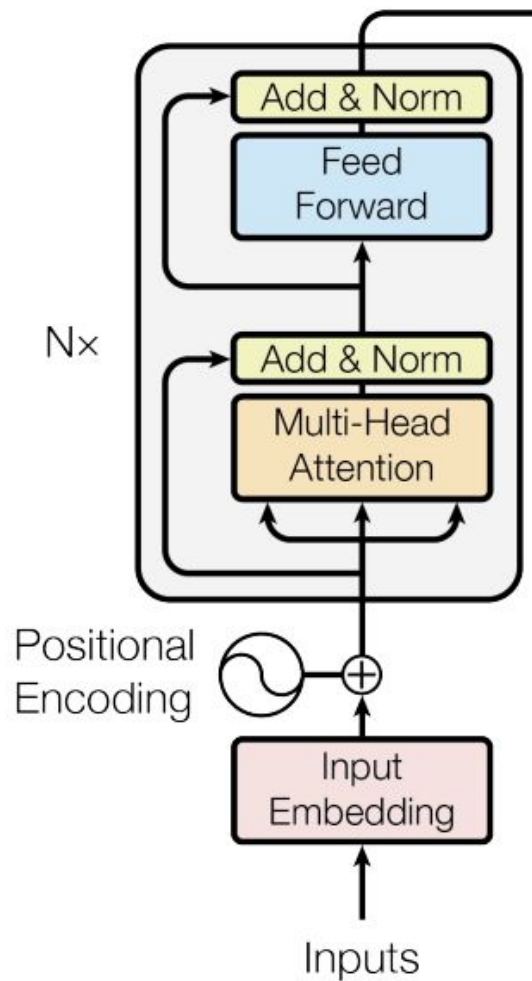 Add & Norm
Feed
Forward
Add & Norm
N×
Multi-Head
Attention
Positional
Encoding
Input
Embedding
Inputs